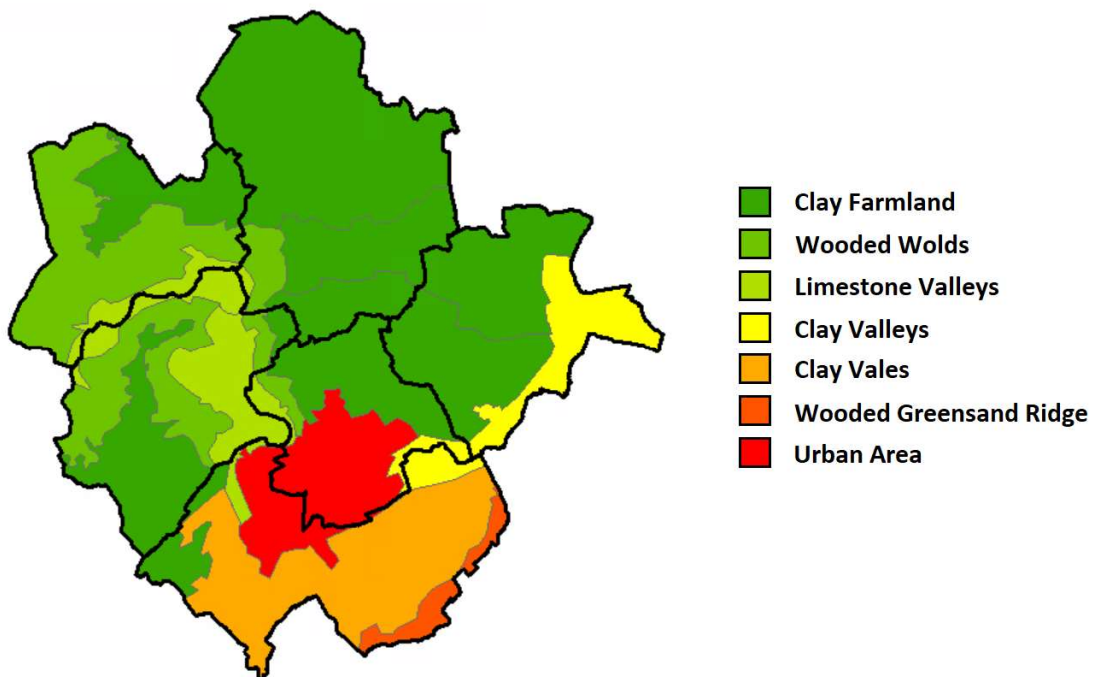 Clay Farmland
Wooded Wolds
Limestone Valleys
Clay Valleys
Clay Vales
Wooded Greensand Ridge
Urban Area